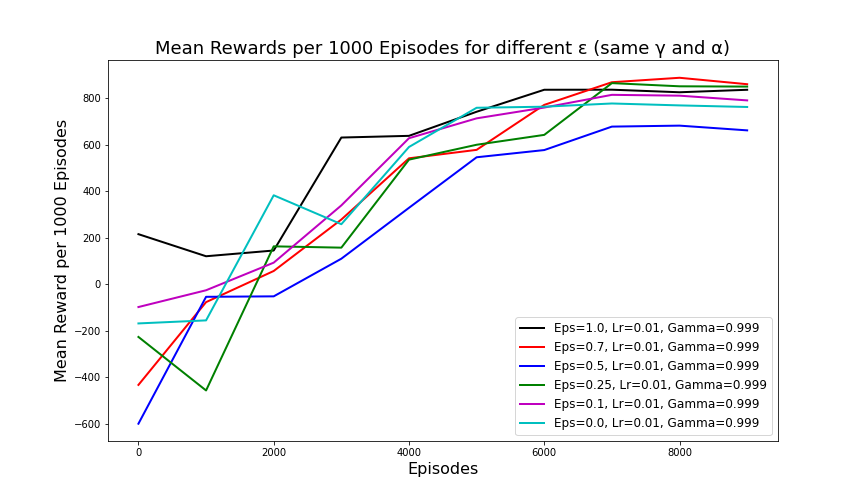 Mean Rewards per 1000 Episodes for different ε (same γ and α)
Mean Reward per 1000 Episodes
800
600
400
200
0
−200
−400
−600
0
2000
4000
6000
8000
Episodes
Eps=1.0, Lr=0.01, Gamma=0.999
Eps=0.7, Lr=0.01, Gamma=0.999
Eps=0.5, Lr=0.01, Gamma=0.999
Eps=0.25, Lr=0.01, Gamma=0.999
Eps=0.1, Lr=0.01, Gamma=0.999
Eps=0.0, Lr=0.01, Gamma=0.999